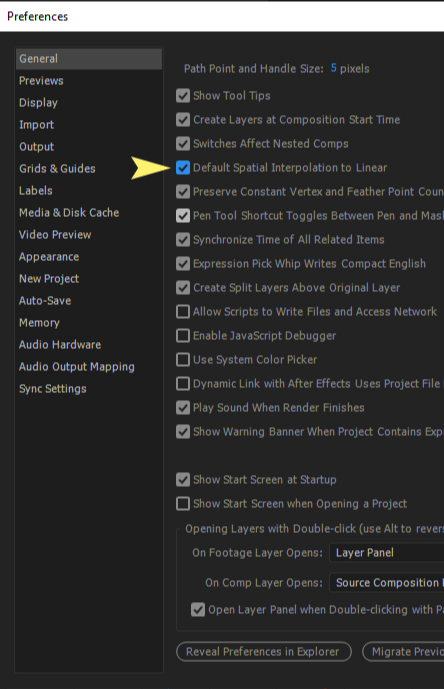 Preferences
General
Previews
Display
Import
Output
Grids & Guides
Labels
Media & Disk Cache
Video Preview
Appearance
New Project
Auto-Save
Memory
Audio Hardware
Audio Output Mapping
Sync Settings
Path Point and Handle Size: 5 pixels
Show Tool Tips
Create Layers at Composition Start Time
Switches Affect Nested Comps
Default Spatial Interpolation to Linear
Preserve Constant Vertex and Feather Point Coun
Pen Tool Shortcut Toggles Between Pen and Mas
Synchronize Time of All Related Items
Expression Pick Whip Writes Compact English
Create Split Layers Above Original Layer
Allow Scripts to Write Files and Access Network
Enable JavaScript Debugger
Use System Color Picker
Dynamic Link with After Effects Uses Project File
Play Sound When Render Finishes
Show Warning Banner When Project Contains Exp
Show Start Screen at Startup
Show Start Screen when Opening a Project
Opening Layers with Double-click (use Alt to rever
On Footage Layer Opens: Layer Panel
On Comp Layer Opens: Source Composition
Open Layer Panel when Double-clicking with P
Reveal Preferences in Explorer Migrate Previo